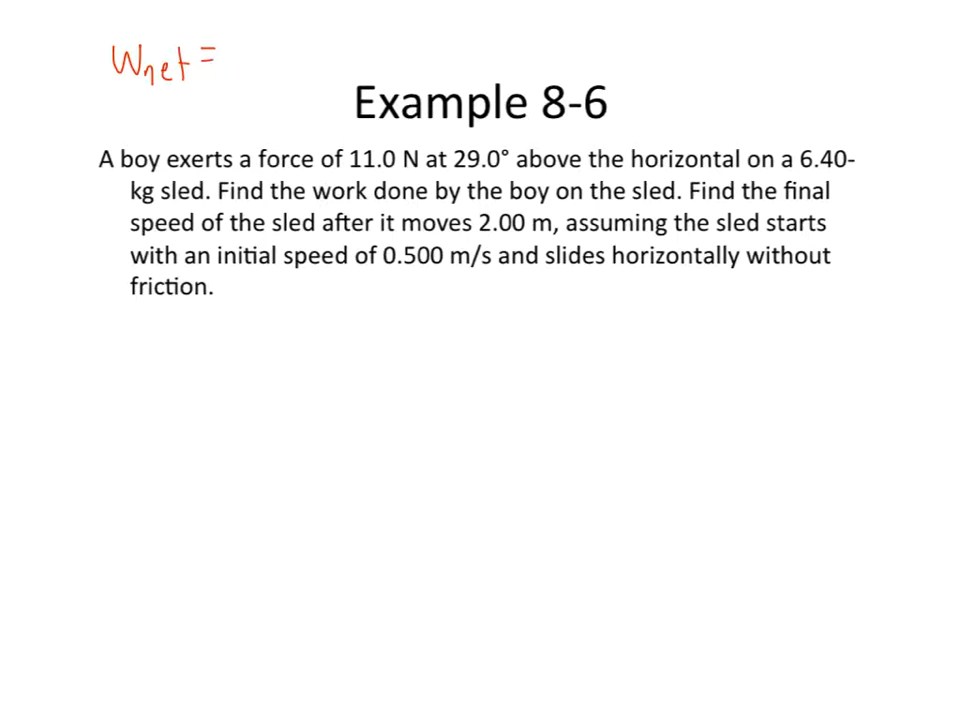 Wnet =
Example 8-6
A boy exerts a force of 11.0 N at 29.0° above the horizontal on a 6.40-
kg sled. Find the work done by the boy on the sled. Find the final
speed of the sled after it moves 2.00 m, assuming the sled starts
with an initial speed of 0.500 m/s and slides horizontally without
friction.